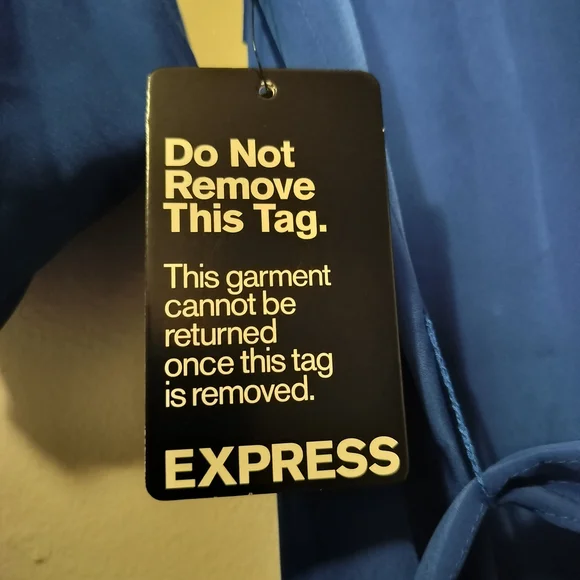 Do Not
Remove
This Tag.
This garment
cannot be
returned
once this tag
is removed.
EXPRESS